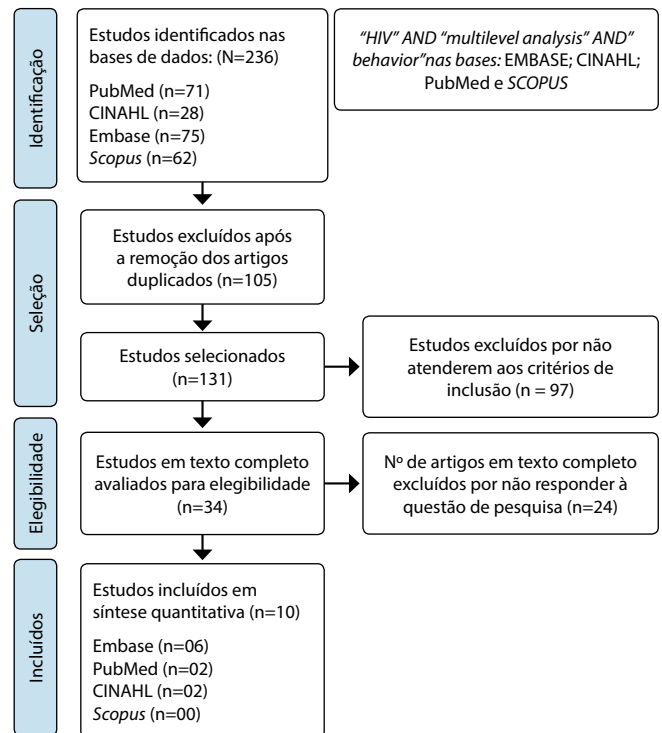 Identificação
Estudos identificados nas
bases de dados: (N=236)
PubMed (n=71)
CINAHL (n=28)
Embase (n=75)
Scopus (n=62)
“HIV” AND “multilevel analysis” AND”
behavior”nas bases: EMBASE; CINAHL;
PubMed e SCOPUS
Seleção
Estudos excluídos após
a remoção dos artigos
duplicados (n=105)
Estudos selecionados
(n=131)
Estudos excluídos por não
atenderem aos critérios de
inclusão (n = 97)
Elegibilidade
Estudos em texto completo
avaliados para elegibilidade
(n=34)
Nº de artigos em texto completo
excluídos por não responder à
questão de pesquisa (n=24)
Incluídos
Estudos incluídos em
síntese quantitativa (n=10)
Embase (n=06)
PubMed (n=02)
CINAHL (n=02)
Scopus (n=00)